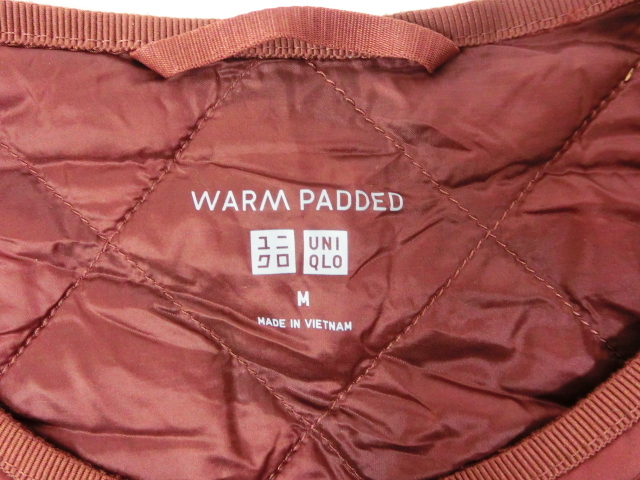 WARM PADDED
ユニ UNI
クロ QLO
M
MADE IN VIETNAM